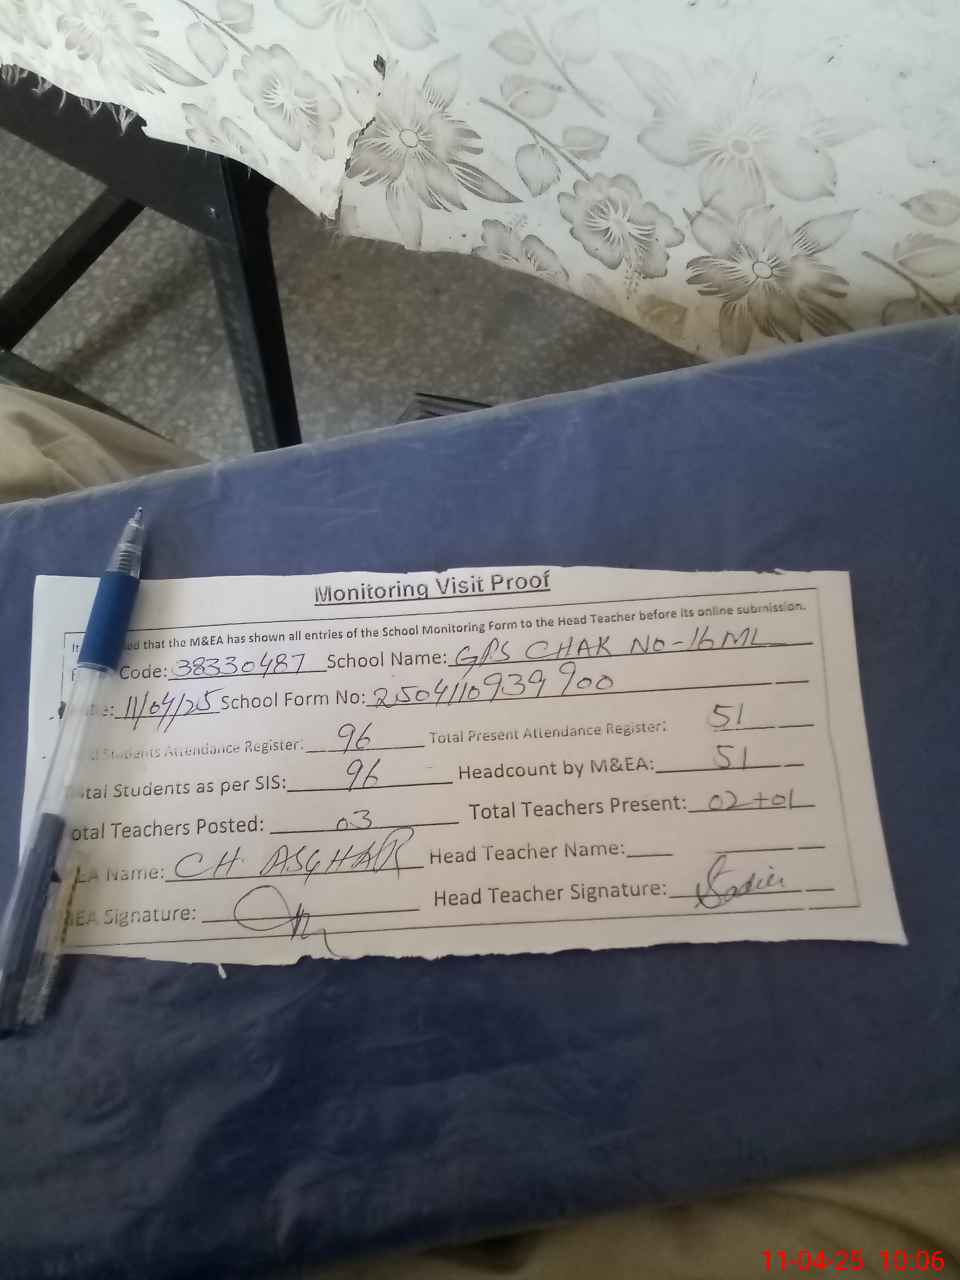 Monitoring Visit Proof
It ed that the M&EA has shown all entries of the School Monitoring Form to the Head Teacher before its online submission.
Code: 38330487 School Name: GPS CHAK NO-16ML
11/04/25 School Form No: 250411093 9900
Students Attendance Register: 96 Total Present Attendance Register: 51
tal Students as per SIS: 96 Headcount by M&EA: 51
otal Teachers Posted: 03 Total Teachers Present: 02+01
EA Name: CH ASGHAR Head Teacher Name:
EA Signature: Head Teacher Signature:
11-04-25 10:06